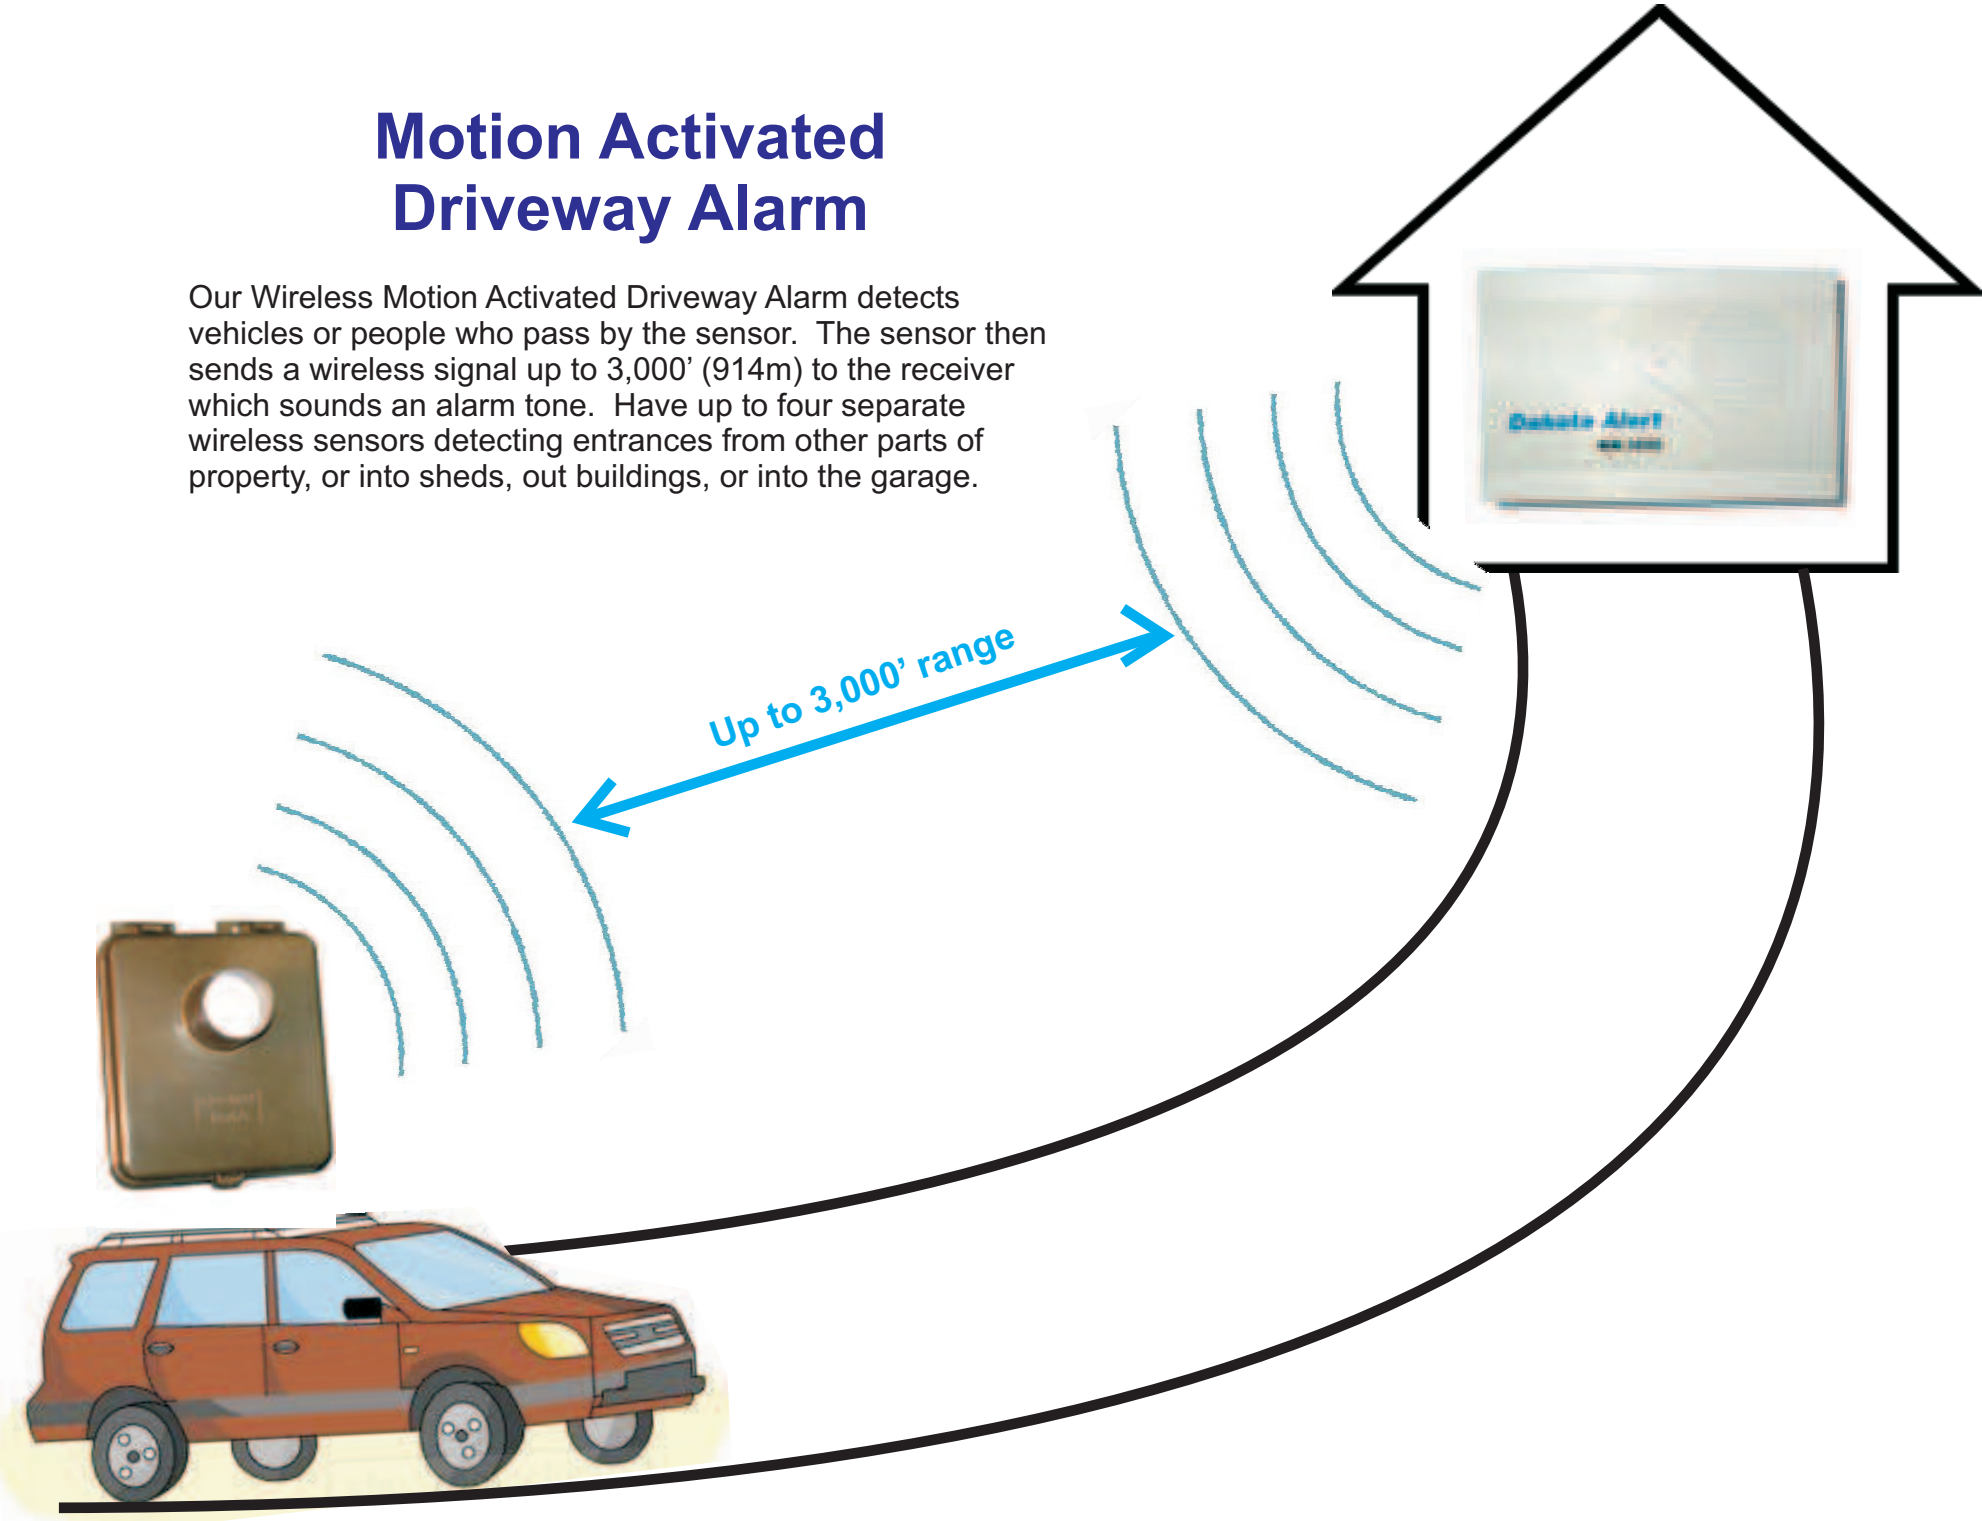 Motion Activated
Driveway Alarm
Our Wireless Motion Activated Driveway Alarm detects
vehicles or people who pass by the sensor.  The sensor then
sends a wireless signal up to 3,000’ (914m) to the receiver
which sounds an alarm tone.  Have up to four separate
wireless sensors detecting entrances from other parts of
property, or into sheds, out buildings, or into the garage.
Dakota Alert
Up to 3,000’ range